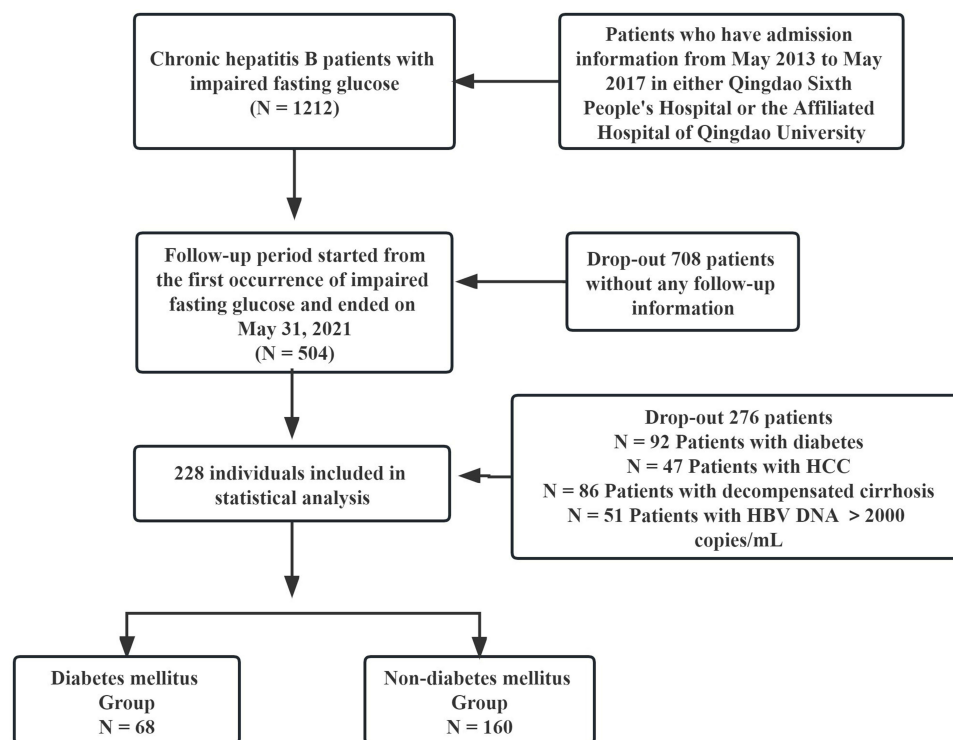 Chronic hepatitis B patients with
impaired fasting glucose
(N = 1212)
Patients who have admission
information from May 2013 to May
2017 in either Qingdao Sixth
People's Hospital or the Affiliated
Hospital of Qingdao University
Follow-up period started from
the first occurrence of impaired
fasting glucose and ended on
May 31, 2021
(N = 504)
Drop-out 708 patients
without any follow-up
information
Drop-out 276 patients
N = 92 Patients with diabetes
N = 47 Patients with HCC
N = 86 Patients with decompensated cirrhosis
N = 51 Patients with HBV DNA > 2000
copies/mL
228 individuals included in
statistical analysis
Diabetes mellitus
Group
N = 68
Non-diabetes mellitus
Group
N = 160